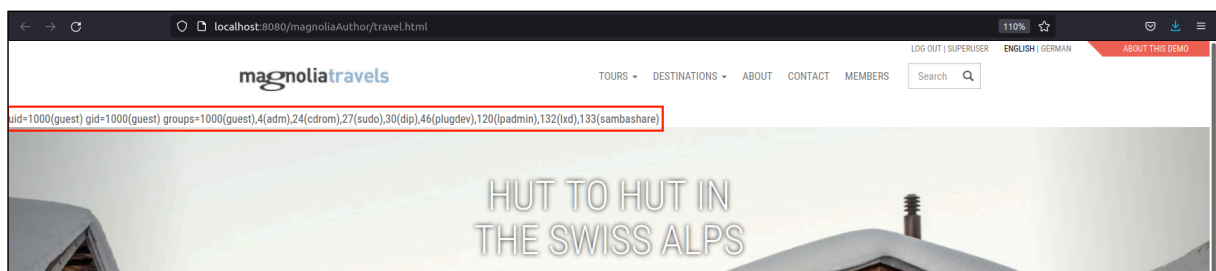 localhost:8080/magnoliaAuthor/travel.html
110%
LOG OUT | SUPERUSER ENGLISH | GERMAN ABOUT THIS DEMO
magnoliatravels TOURS DESTINATIONS ABOUT CONTACT MEMBERS Search
uid=1000(guest) gid=1000(guest) groups=1000(guest),4(adm),24(cdrom),27(sudo),30(dip),46(plugdev),120(lpadmin),132(lxd),133(sambashare)
HUT TO HUT IN
THE SWISS ALPS